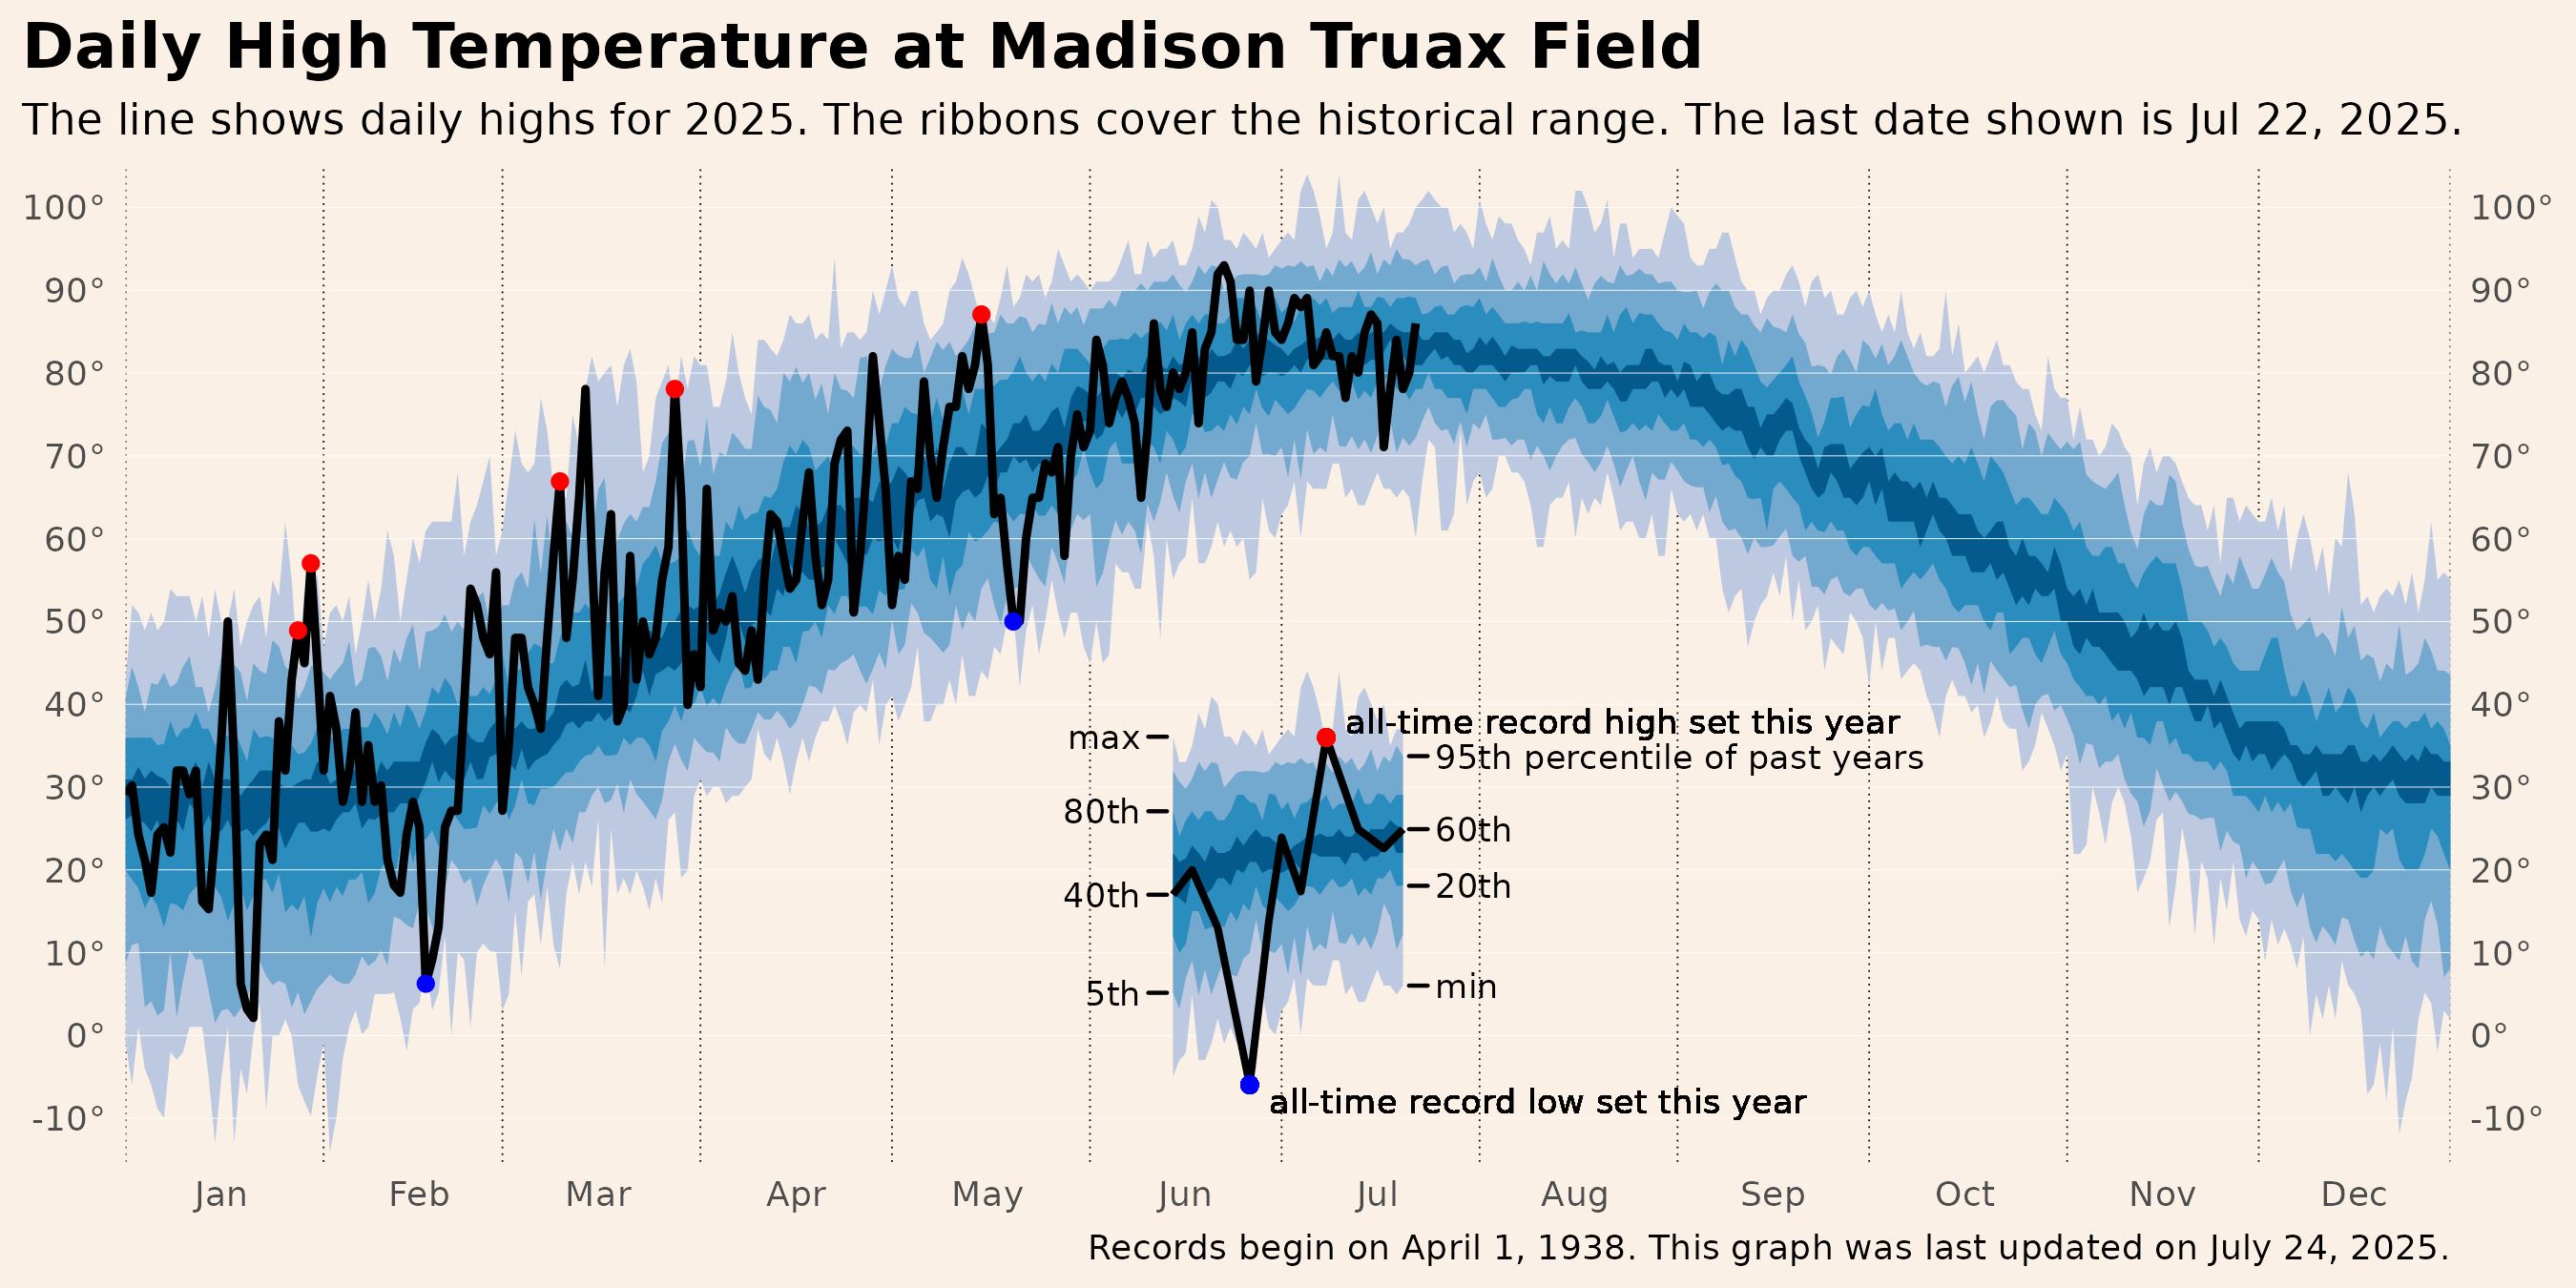 Daily High Temperature at Madison Truax Field
The line shows daily highs for 2025. The ribbons cover the historical range. The last date shown is Jul 22, 2025.
100° 100°
90° 90°
80° 80°
70° 70°
60° 60°
50° 50°
40° 40°
30° 30°
20° 20°
10° 10°
0° 0°
-10° -10°
all-time record high set this year
max
95th percentile of past years
80th
60th
20th
40th
min
5th
all-time record low set this year
Jan Feb Mar Apr May Jun Jul Aug Sep Oct Nov Dec
Records begin on April 1, 1938. This graph was last updated on July 24, 2025.